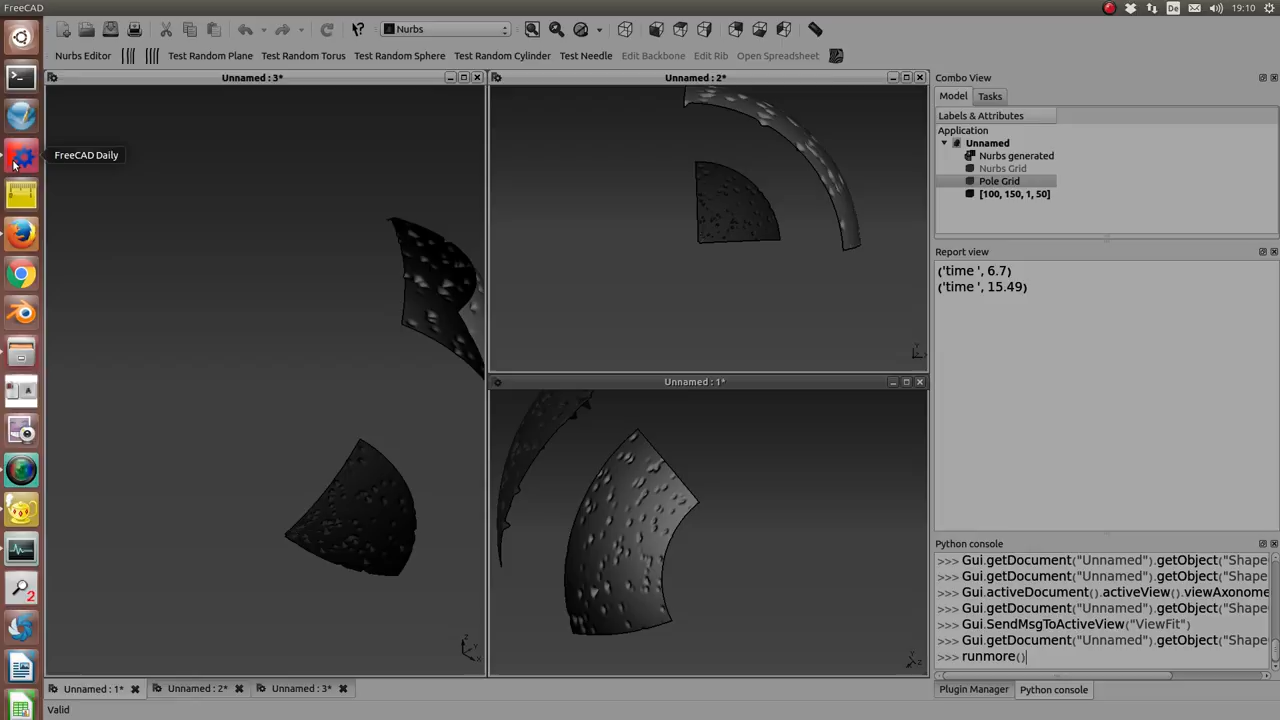 FreeCAD
De
19:10
Nurbs
Nurbs Editor
Test Random Plane
Test Random Torus
Test Random Sphere
Test Random Cylinder
Test Needle
Edit Backbone
Edit Rib
Open Spreadsheet
Unnamed : 3*
Unnamed : 2*
Unnamed : 1*
FreeCAD Daily
A
2
Z
X
Y
Combo View
Model
Tasks
Labels & Attributes
Application
Unnamed
Nurbs generated
Nurbs Grid
Pole Grid
[100, 150, 1, 50]
Report view
('time ', 6.7)
('time ', 15.49)
Python console
>>> Gui.getDocument("Unnamed").getObject("Shape
>>> Gui.getDocument("Unnamed").getObject("Shape
>>> Gui.activeDocument().activeView().viewAxonome
>>> Gui.getDocument("Unnamed").getObject("Shape
>>> Gui.SendMsgToActiveView("ViewFit")
>>> Gui.getDocument("Unnamed").getObject("Shape
>>> runmore()
Plugin Manager
Python console
Unnamed : 1*
Unnamed : 2*
Unnamed : 3*
Valid